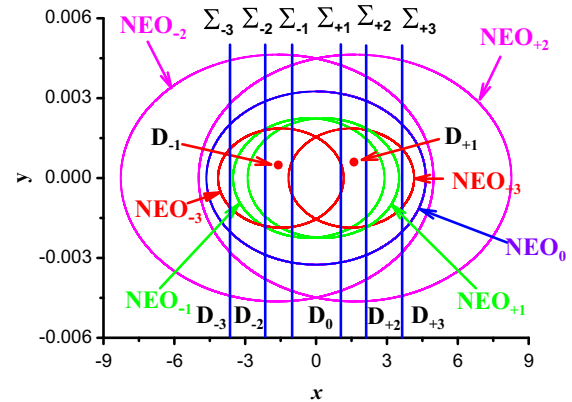 Σ-3 Σ-2 Σ-1 Σ+1 Σ+2 Σ+3
NEO-2 NEO+2
0.006
0.003
D-1 D+1
y 0.000
NEO-3 NEO+3
NEO0
-0.003
NEO-1 NEO+1
D-3 D-2 D0 D+2 D+3
-0.006
-9 -6 -3 0 3 6 9
x